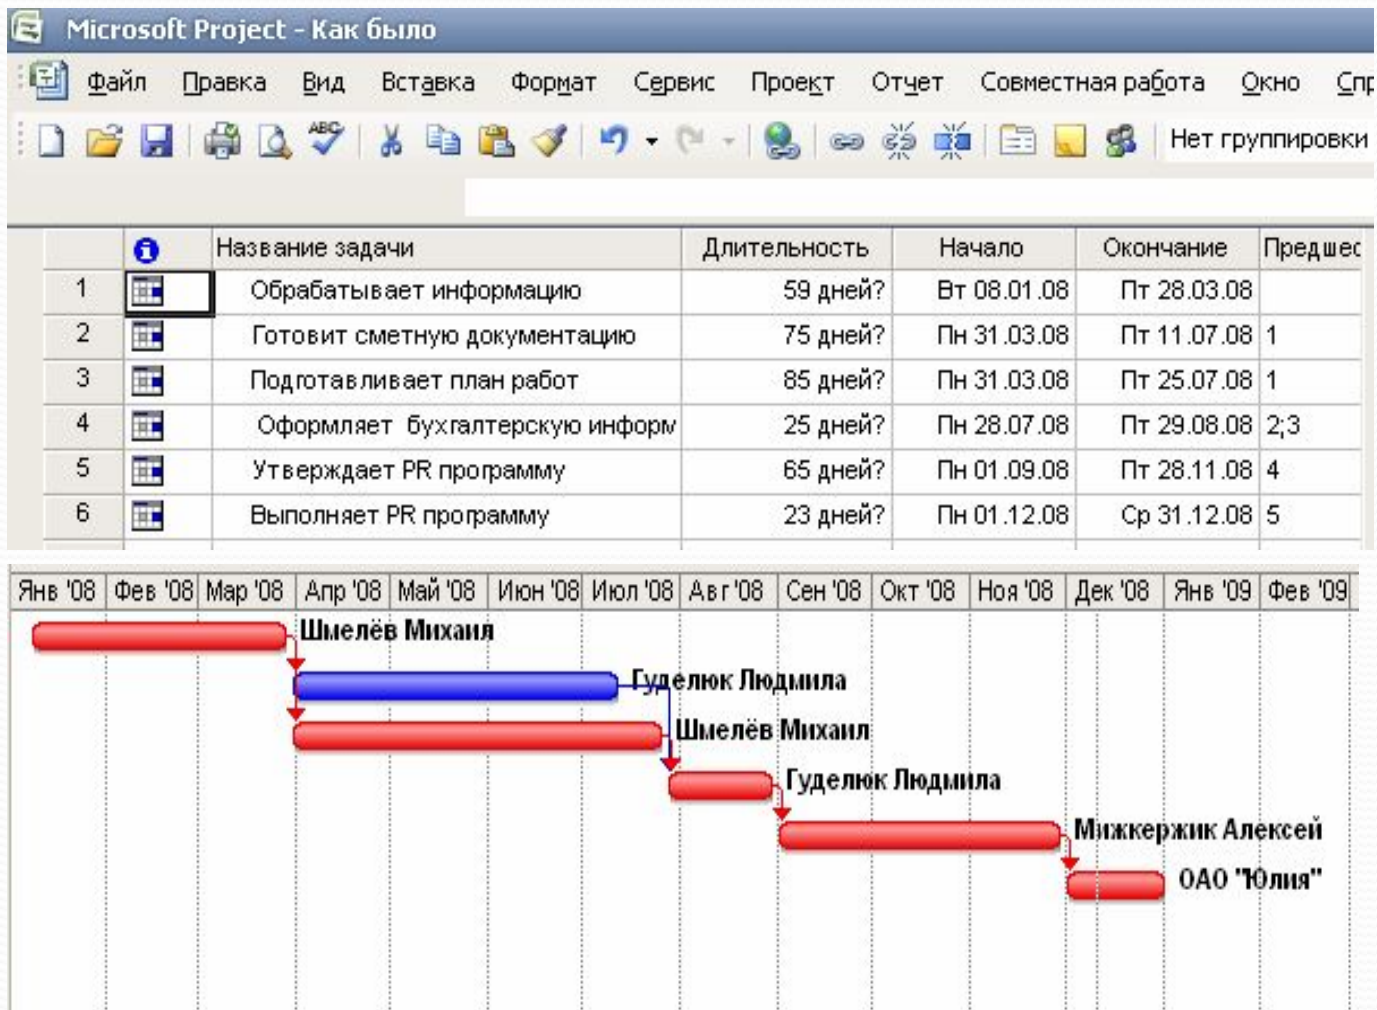 Microsoft Project - Как было
Файл Правка Вид Вставка Формат Сервис Проект Отчет Совместная работа Окно Спр
ABC Нет группировки
Название задачи Длительность Начало Окончание Предшес
1 Обрабатывает информацию 59 дней? Вт 08.01.08 Пт 28.03.08
2 Готовит сметную документацию 75 дней? Пн 31.03.08 Пт 11.07.08 1
3 Подготавливает план работ 85 дней? Пн 31.03.08 Пт 25.07.08 1
4 Оформляет бухгалтерскую информ 25 дней? Пн 28.07.08 Пт 29.08.08 2;3
5 Утверждает PR программу 65 дней? Пн 01.09.08 Пт 28.11.08 4
6 Выполняет PR программу 23 дней? Пн 01.12.08 Ср 31.12.08 5
Янв '08 Фев '08 Мар '08 Апр '08 Май '08 Июн '08 Июл '08 Авг '08 Сен '08 Окт '08 Ноя '08 Дек '08 Янв '09 Фев '09
Шмелёв Михаил
Гуделюк Людмила
Шмелёв Михаил
Гуделюк Людмила
Мижкержик Алексей
ОАО "Юлия"